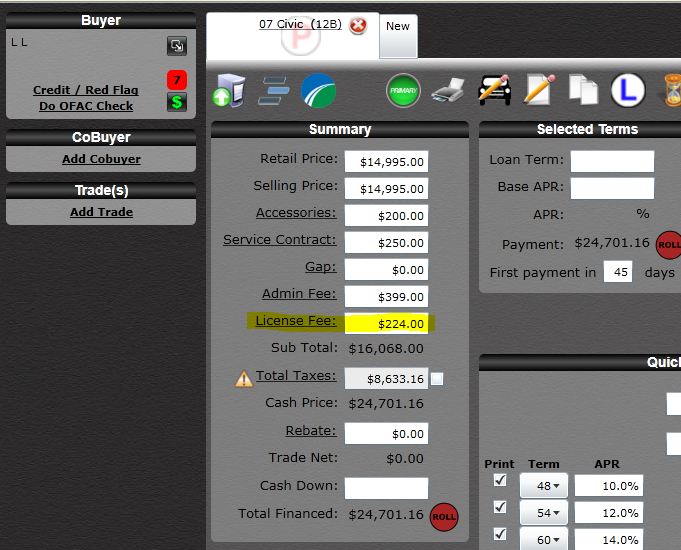 Buyer
L L
7
Credit / Red Flag
$
Do OFAC Check
CoBuyer
Add Cobuyer
Trade(s)
Add Trade
07 Civic (12B)
P
New
PRIMARY
L
Summary
Retail Price: $14,995.00
Selling Price: $14,995.00
Accessories: $200.00
Service Contract: $250.00
Gap: $0.00
Admin Fee: $399.00
License Fee: $224.00
Sub Total: $16,068.00
Total Taxes: $8,633.16
Cash Price: $24,701.16
Rebate: $0.00
Trade Net: $0.00
Cash Down:
Total Financed: $24,701.16 ROLL
Selected Terms
Loan Term:
Base APR:
APR: %
Payment: $24,701.16 ROLL
First payment in 45 days
Quic
Print Term APR
48 10.0%
54 12.0%
60 14.0%